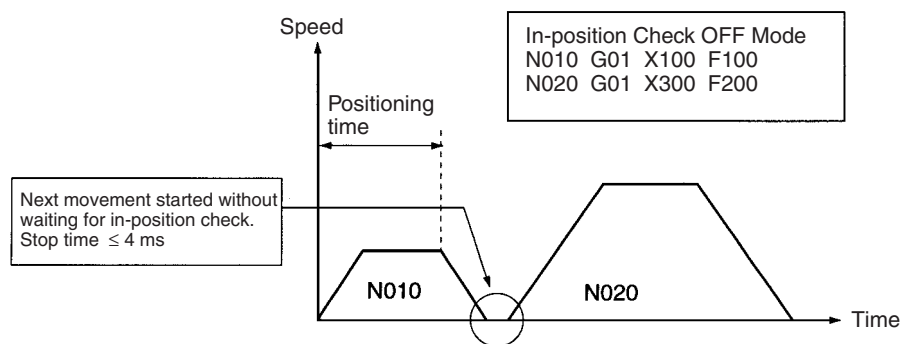 Speed
In-position Check OFF Mode
N010 G01 X100 F100
N020 G01 X300 F200
Positioning
time
Next movement started without
waiting for in-position check.
Stop time ≤ 4 ms
N010
N020
Time